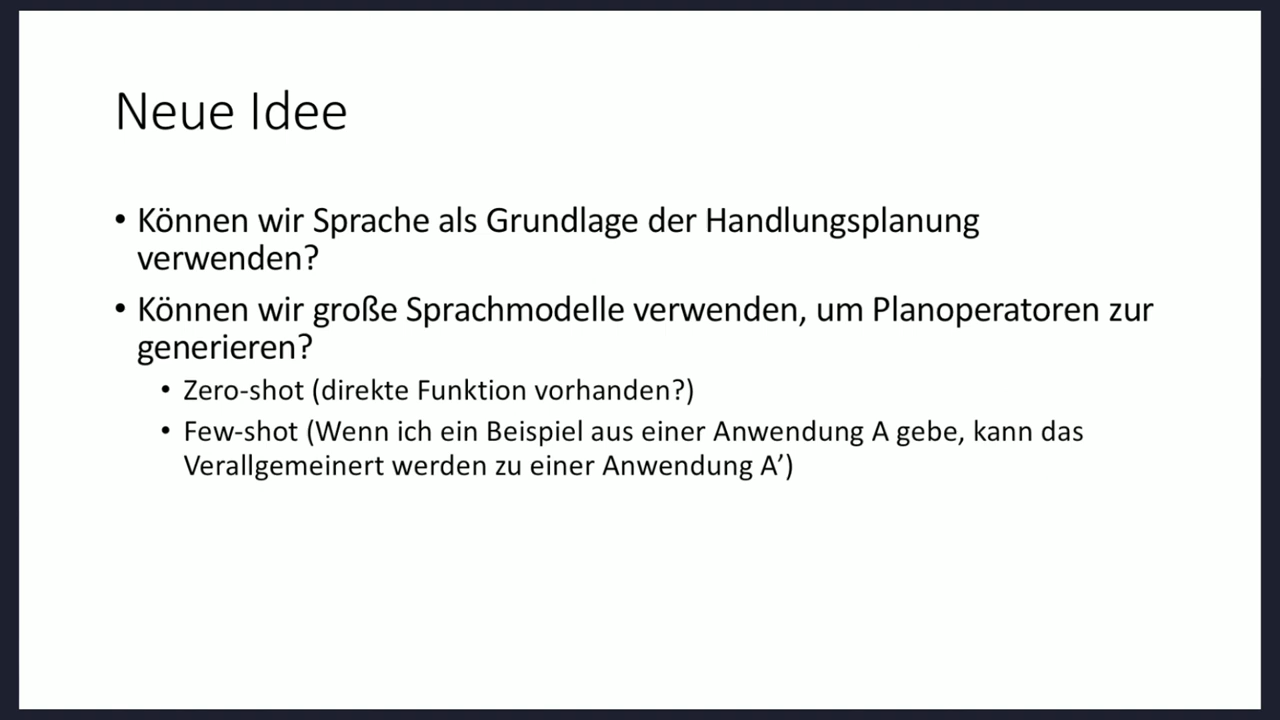 Neue Idee
• Können wir Sprache als Grundlage der Handlungsplanung
verwenden?
• Können wir große Sprachmodelle verwenden, um Planoperatoren zur
generieren?
• Zero-shot (direkte Funktion vorhanden?)
• Few-shot (Wenn ich ein Beispiel aus einer Anwendung A gebe, kann das
Verallgemeinert werden zu einer Anwendung A’)